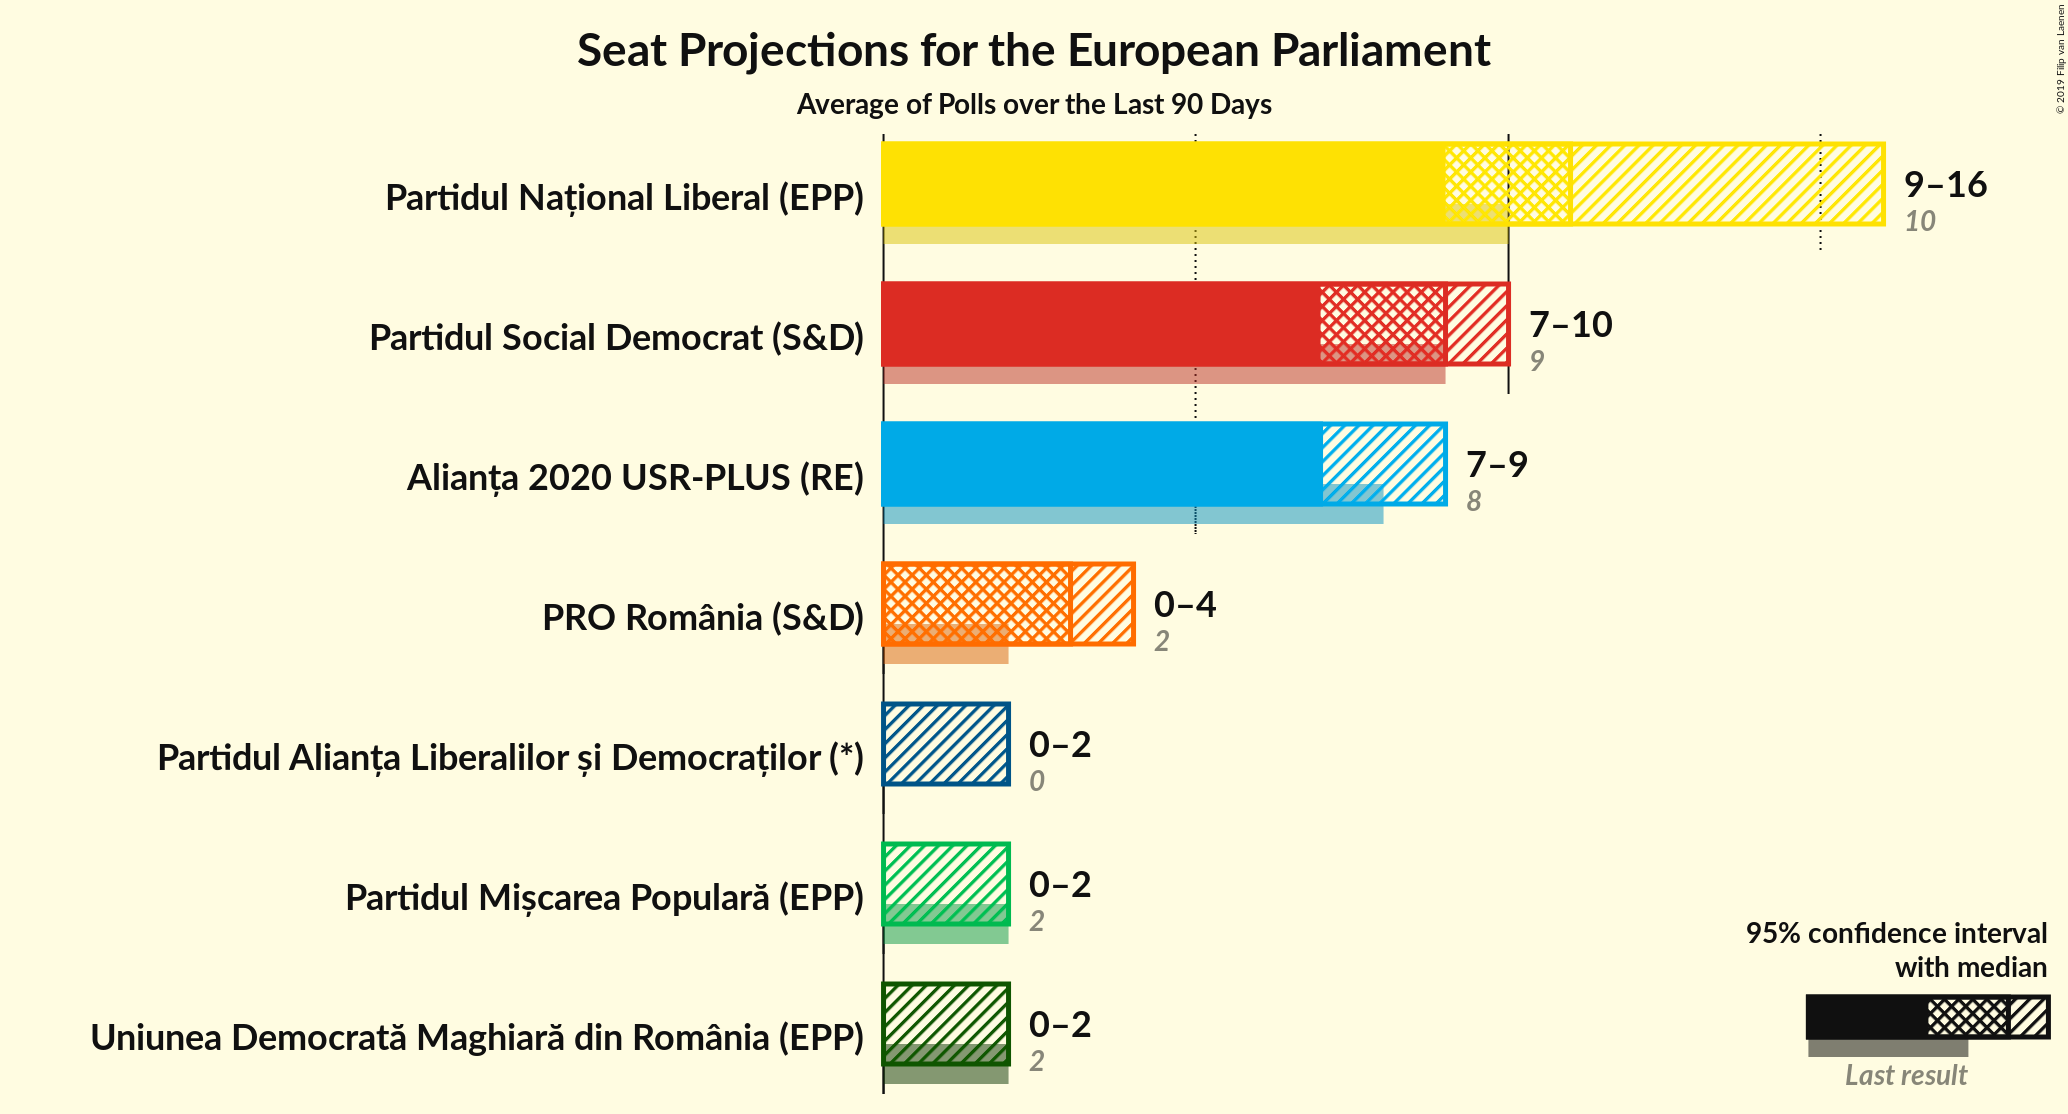 Seat Projections for the European Parliament
Average of Polls over the Last 90 Days
© 2019 Filip van Laenen
Partidul Național Liberal (EPP)
9–16
10
Partidul Social Democrat (S&D)
7–10
9
Alianța 2020 USR-PLUS (RE)
7–9
8
PRO România (S&D)
0–4
2
Partidul Alianța Liberalilor și Democraților (*)
0–2
0
Partidul Mișcarea Populară (EPP)
0–2
2
Uniunea Democrată Maghiară din România (EPP)
0–2
2
95% confidence interval
with median
Last result